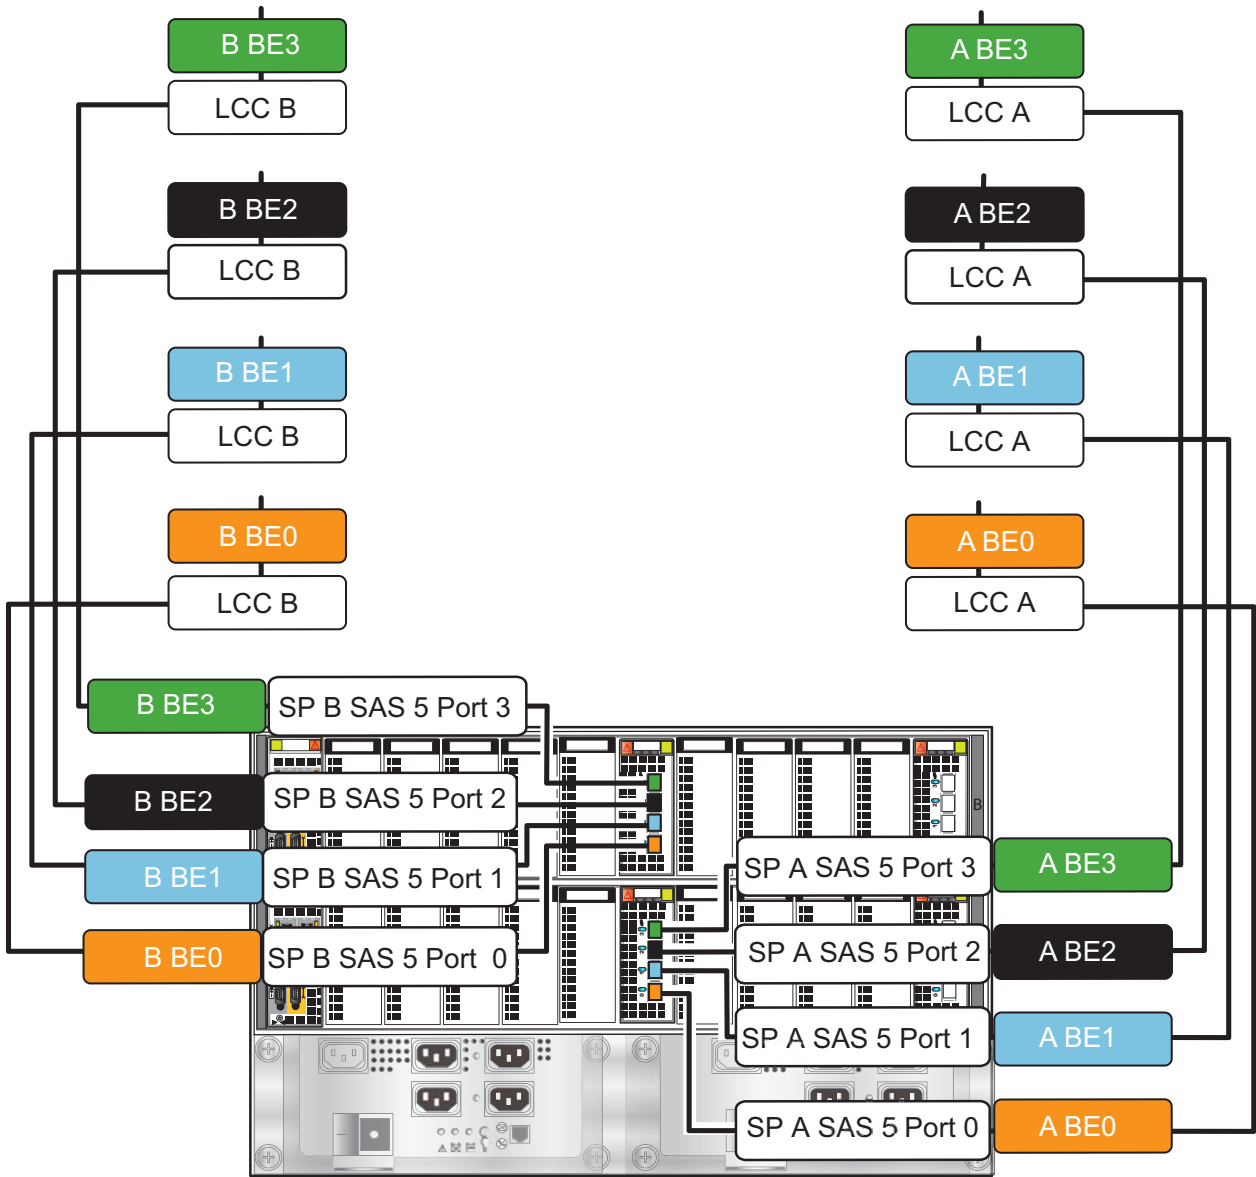 B BE3
LCC B
B BE2
LCC B
B BE1
LCC B
B BE0
LCC B
A BE3
LCC A
A BE2
LCC A
A BE1
LCC A
A BE0
LCC A
B BE3 SP B SAS 5 Port 3
B BE2 SP B SAS 5 Port 2
B BE1 SP B SAS 5 Port 1
B BE0 SP B SAS 5 Port 0
B
SP A SAS 5 Port 3 A BE3
SP A SAS 5 Port 2 A BE2
SP A SAS 5 Port 1 A BE1
SP A SAS 5 Port 0 A BE0